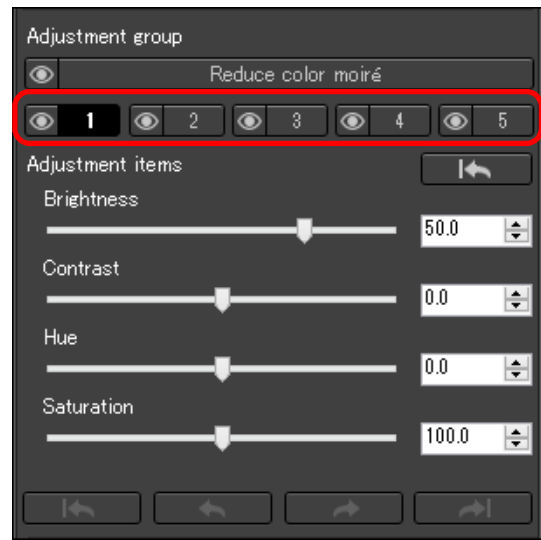 Adjustment group
Reduce color moiré
1 2 3 4 5
Adjustment items
Brightness
50.0
Contrast
0.0
Hue
0.0
Saturation
100.0